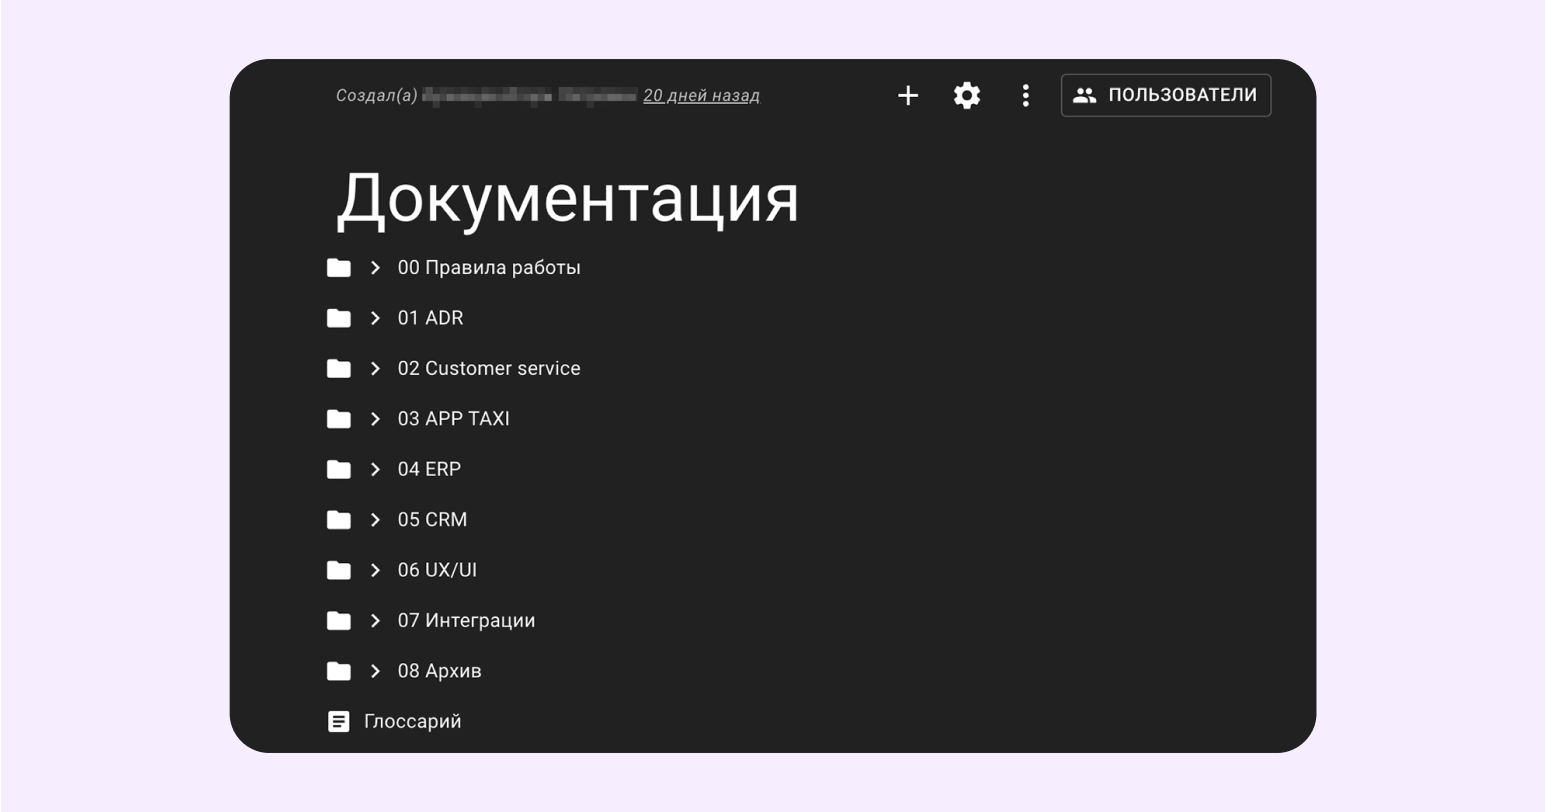 Создал(а) 20 дней назад
ПОЛЬЗОВАТЕЛИ
Документация
00 Правила работы
01 ADR
02 Customer service
03 APP TAXI
04 ERP
05 CRM
06 UX/UI
07 Интеграции
08 Архив
Глоссарий